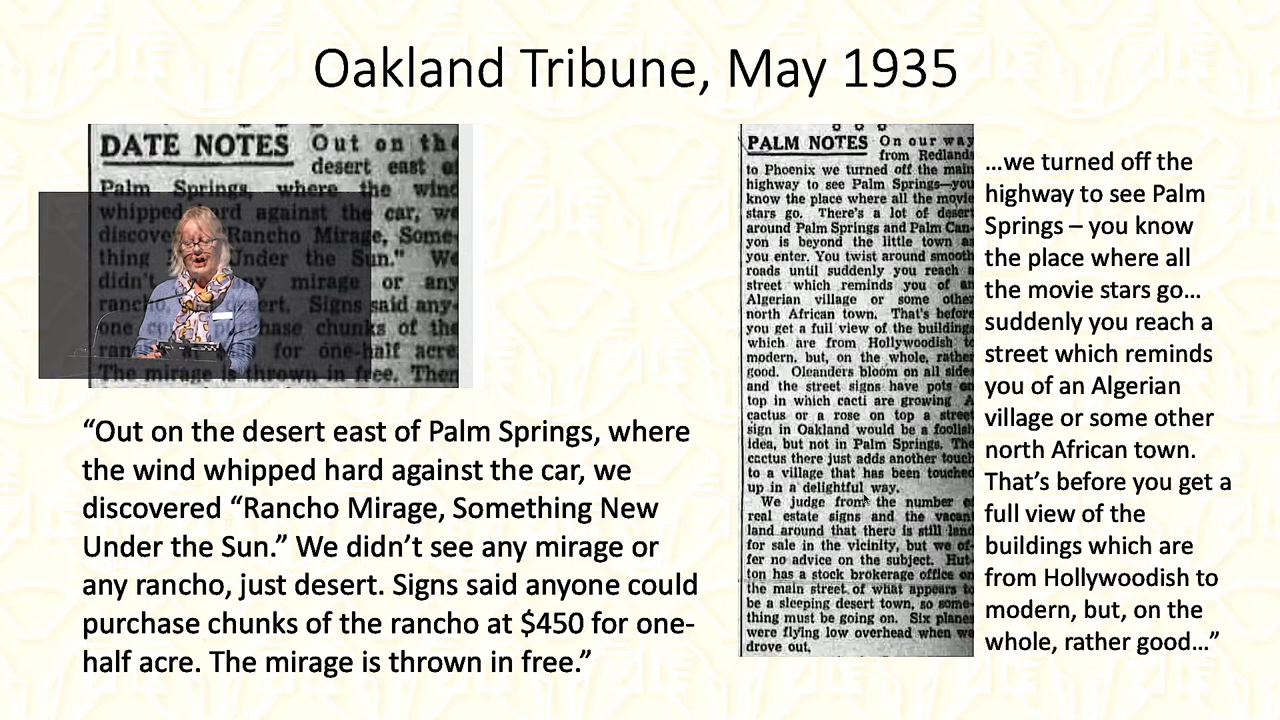 Oakland Tribune, May 1935
DATE NOTES Out on the
desert east of
Palm Springs, where the wind
whipped hard against the car, we
Rancho Mirage, Some-
thing Under the Sun." We
didn't mirage or any
rancho, desert. Signs said any-
one chunks of the
for one-half acre.
The mirage is thrown in free. Then
“Out on the desert east of Palm Springs, where
the wind whipped hard against the car, we
discovered “Rancho Mirage, Something New
Under the Sun.” We didn’t see any mirage or
any rancho, just desert. Signs said anyone could
purchase chunks of the rancho at $450 for one-
half acre. The mirage is thrown in free.”
PALM NOTES On our way
from Redlands
to Phoenix we turned off the main
highway to see Palm Springs—you
know the place where all the movie
stars go. There's a lot of desert
around Palm Springs and Palm Can-
yon is beyond the little town as
you enter. You twist around smooth
roads until suddenly you reach a
street which reminds you of an
Algerian village or some other
north African town. That's before
you get a full view of the buildings
which are from Hollywoodish to
modern, but, on the whole, rather
good. Oleanders bloom on all sides
and the street signs have pots on
top in which cacti are growing. A
cactus or a rose on top a street
sign in Oakland would be a foolish
idea, but not in Palm Springs. The
cactus there just adds another touch
to a village that has been touched
up in a delightful way.
We judge from the number of
real estate signs and the vacant
land around that there is still land
for sale in the vicinity, but we of-
fer no advice on the subject. Hut-
ton has a stock brokerage office on
the main street of what appears to
be a sleeping desert town, so some-
thing must be going on. Six planes
were flying low overhead when we
drove out.
…we turned off the
highway to see Palm
Springs – you know
the place where all
the movie stars go…
suddenly you reach a
street which reminds
you of an Algerian
village or some other
north African town.
That’s before you get a
full view of the
buildings which are
from Hollywoodish to
modern, but, on the
whole, rather good…”